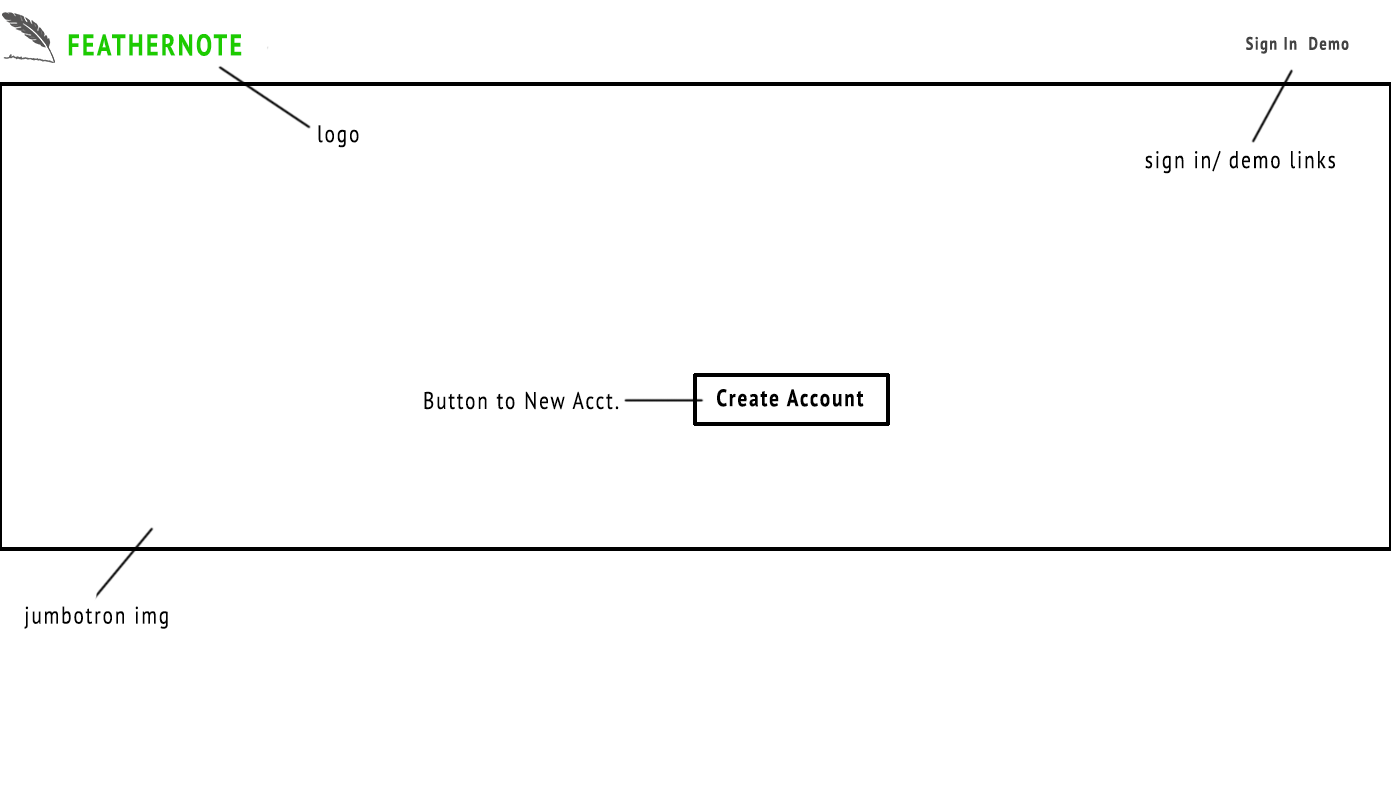 FEATHERNOTE
Sign In Demo
logo
sign in/ demo links
Button to New Acct.
Create Account
jumbotron img